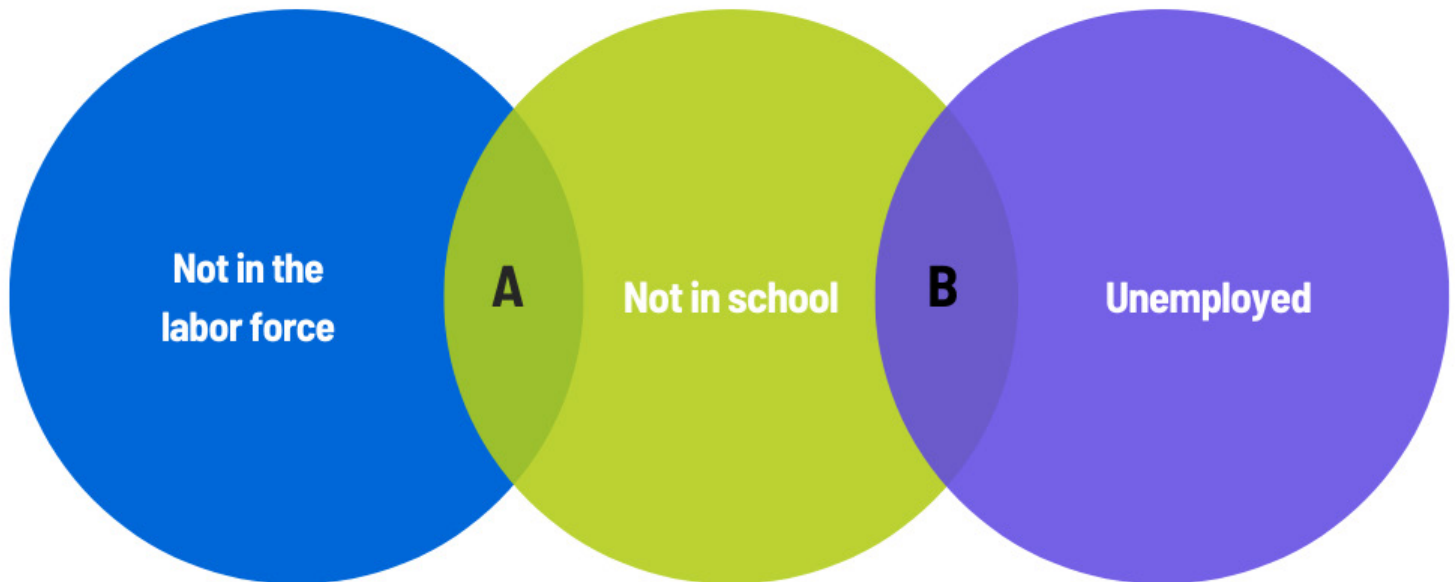 Not in the
labor force
A
Not in school
B
Unemployed